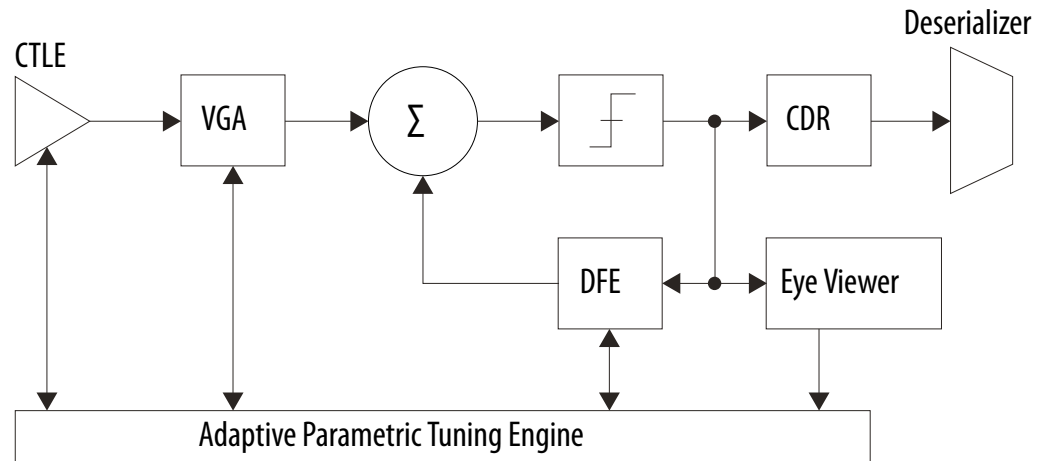 Deserializer
CTLE
VGA
Σ
CDR
DFE
Eye Viewer
Adaptive Parametric Tuning Engine